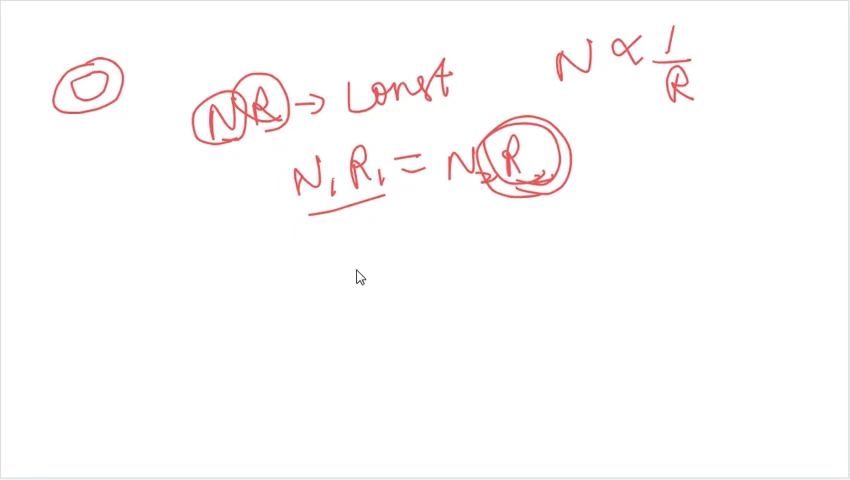 NR → Const
N ∝ 1/R
N₁R₁ = N₂R₂